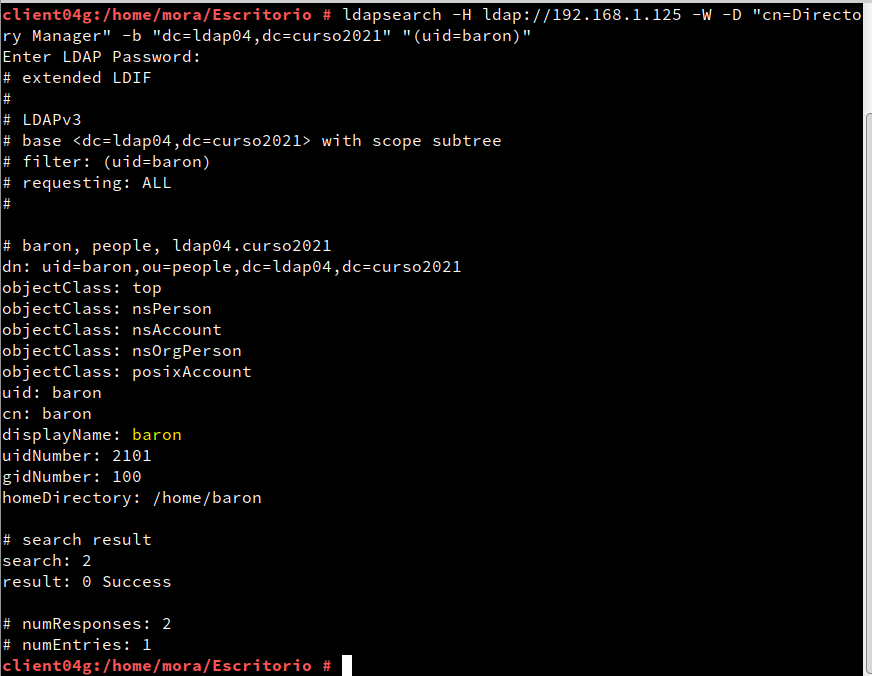 client04g:/home/mora/Escritorio # ldapsearch -H ldap://192.168.1.125 -W -D "cn=Directo
ry Manager" -b "dc=ldap04,dc=curso2021" "(uid=baron)"
Enter LDAP Password:
# extended LDIF
#
# LDAPv3
# base <dc=ldap04,dc=curso2021> with scope subtree
# filter: (uid=baron)
# requesting: ALL
#

# baron, people, ldap04.curso2021
dn: uid=baron,ou=people,dc=ldap04,dc=curso2021
objectClass: top
objectClass: nsPerson
objectClass: nsAccount
objectClass: nsOrgPerson
objectClass: posixAccount
uid: baron
cn: baron
displayName: baron
uidNumber: 2101
gidNumber: 100
homeDirectory: /home/baron

# search result
search: 2
result: 0 Success

# numResponses: 2
# numEntries: 1
client04g:/home/mora/Escritorio #